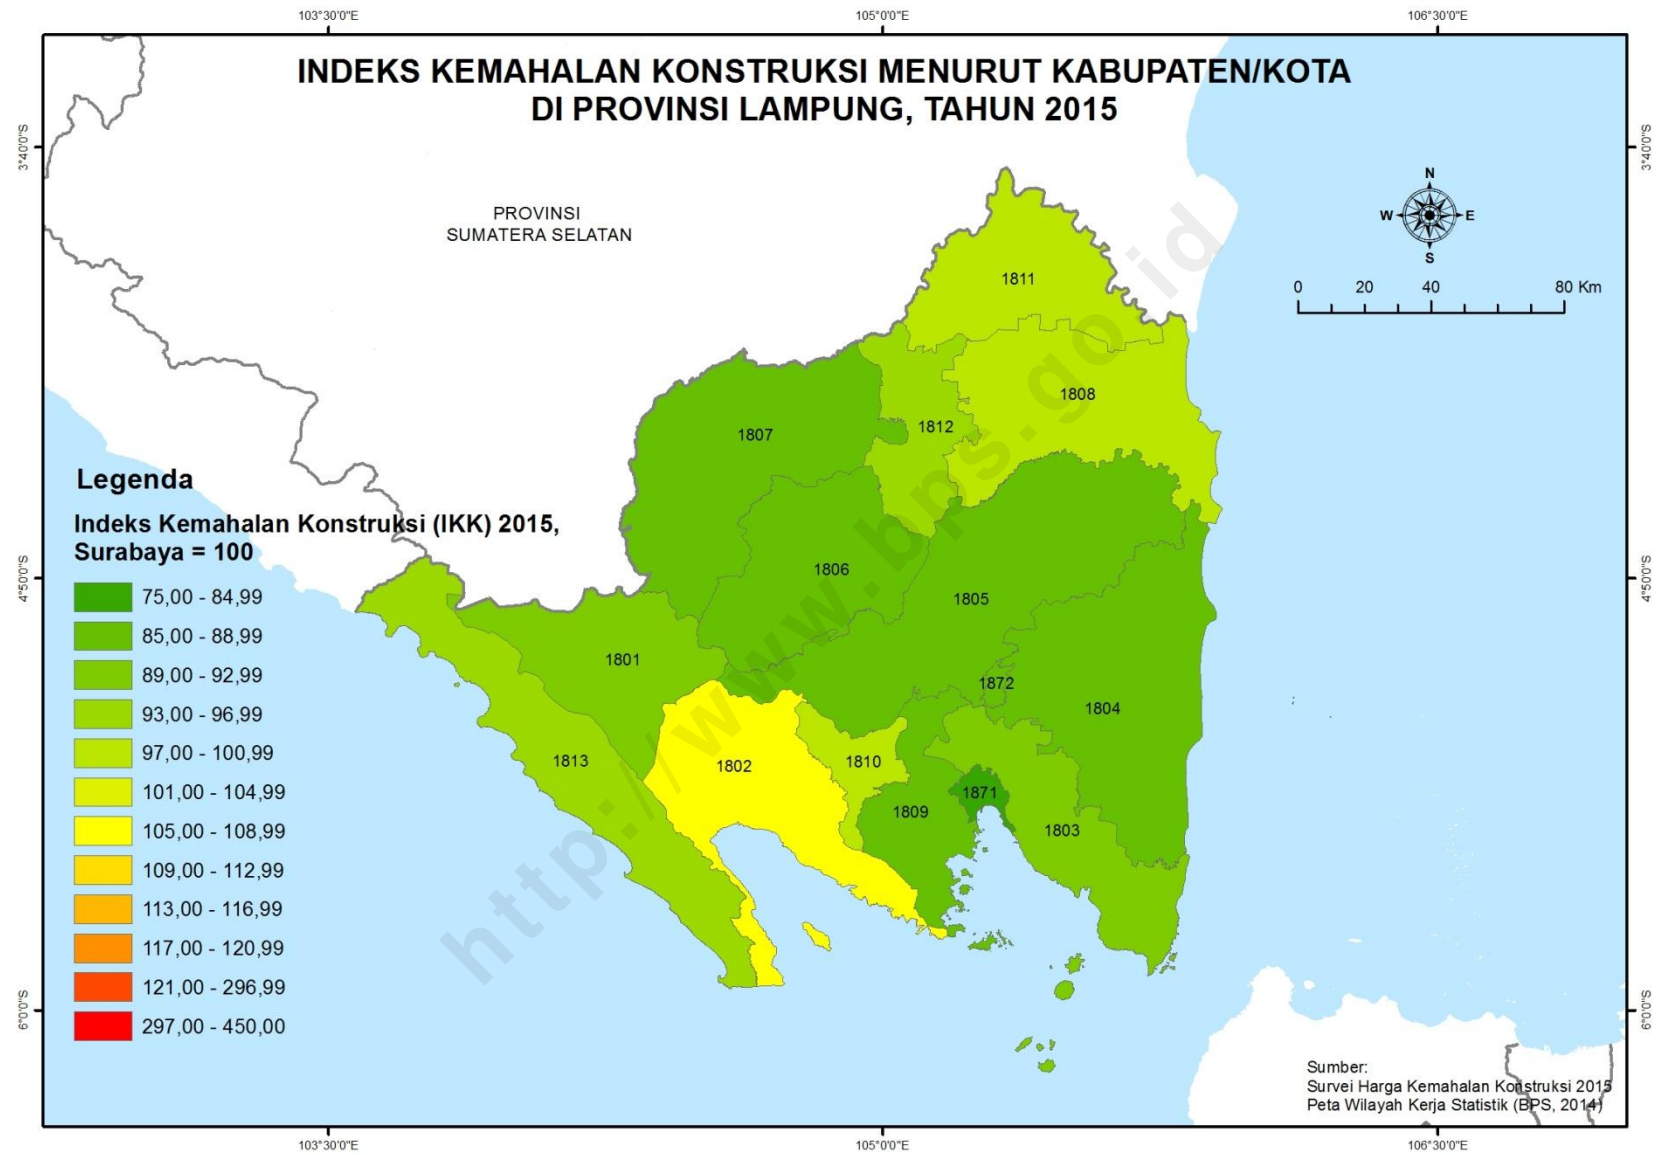 103°30'0"E 105°0'0"E 106°30'0"E
INDEKS KEMAHALAN KONSTRUKSI MENURUT KABUPATEN/KOTA
DI PROVINSI LAMPUNG, TAHUN 2015
3°40'0"S 3°40'0"S
N
W E
S
PROVINSI
SUMATERA SELATAN
0 20 40 80 Km
1811
1808
1812
1807
1806
1805
1801
1872
1804
1813
1802
1810
1871
1809
1803
http://www.bps.go.id
Legenda
Indeks Kemahalan Konstruksi (IKK) 2015,
Surabaya = 100
4°50'0"S 4°50'0"S
75,00 - 84,99
85,00 - 88,99
89,00 - 92,99
93,00 - 96,99
97,00 - 100,99
101,00 - 104,99
105,00 - 108,99
109,00 - 112,99
113,00 - 116,99
117,00 - 120,99
121,00 - 296,99
297,00 - 450,00
6°0'0"S 6°0'0"S
Sumber:
Survei Harga Kemahalan Konstruksi 2015
Peta Wilayah Kerja Statistik (BPS, 2014)
103°30'0"E 105°0'0"E 106°30'0"E